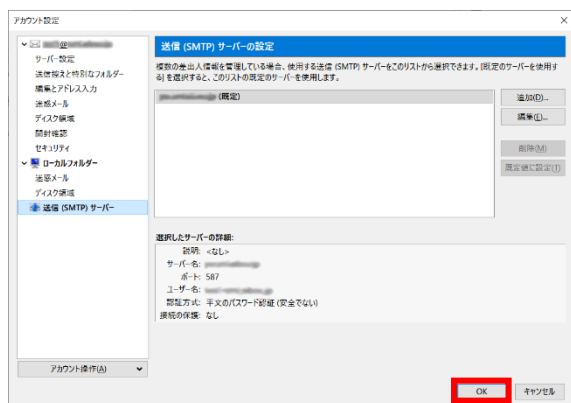 アカウント設定
サーバー設定
送信控えと特別なフォルダー
編集とアドレス入力
迷惑メール
ディスク領域
開封確認
セキュリティ
ローカルフォルダー
迷惑メール
ディスク領域
送信 (SMTP) サーバー
アカウント操作(A)
送信 (SMTP) サーバーの設定
複数の差出人情報を管理している場合、使用する送信 (SMTP) サーバーをこのリストから選択できます。[既定のサーバーを使用す
る] を選択すると、このリストの既定のサーバーを使用します。
(既定)
追加(D)...
編集(E)...
削除(M)
既定値に設定(T)
選択したサーバーの詳細:
説明: <なし>
サーバー名:
ポート: 587
ユーザー名:
認証方式: 平文のパスワード認証 (安全でない)
接続の保護: なし
OK
キャンセル